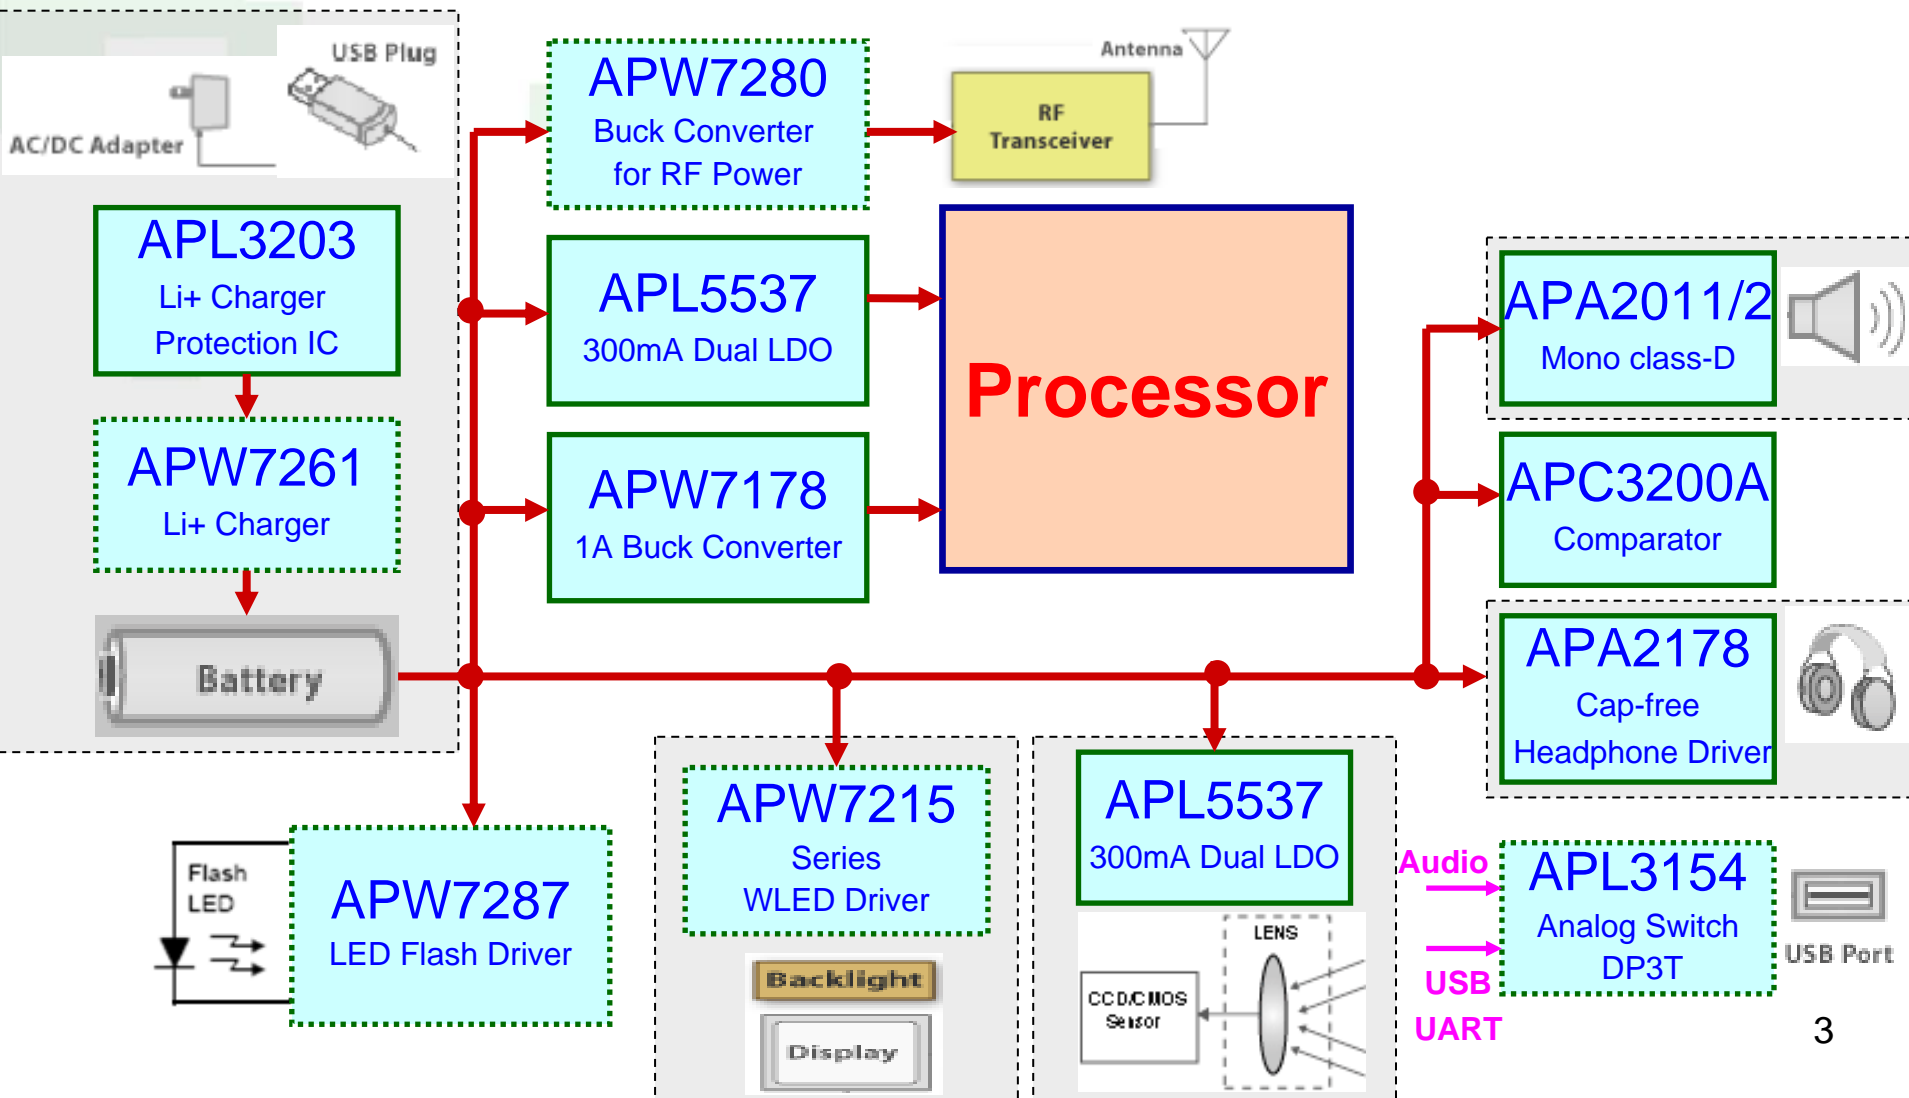 USB Plug
AC/DC Adapter
APL3203
Li+ Charger
Protection IC
APW7261
Li+ Charger
Battery
APW7280
Buck Converter
for RF Power
Antenna
RF
Transceiver
APL5537
300mA Dual LDO
APW7178
1A Buck Converter
Processor
APA2011/2
Mono class-D
APC3200A
Comparator
APA2178
Cap-free
Headphone Driver
Flash
LED
APW7287
LED Flash Driver
APW7215
Series
WLED Driver
Backlight
Display
APL5537
300mA Dual LDO
LENS
CCD/CMOS
Sensor
Audio
USB
UART
APL3154
Analog Switch
DP3T
USB Port
3